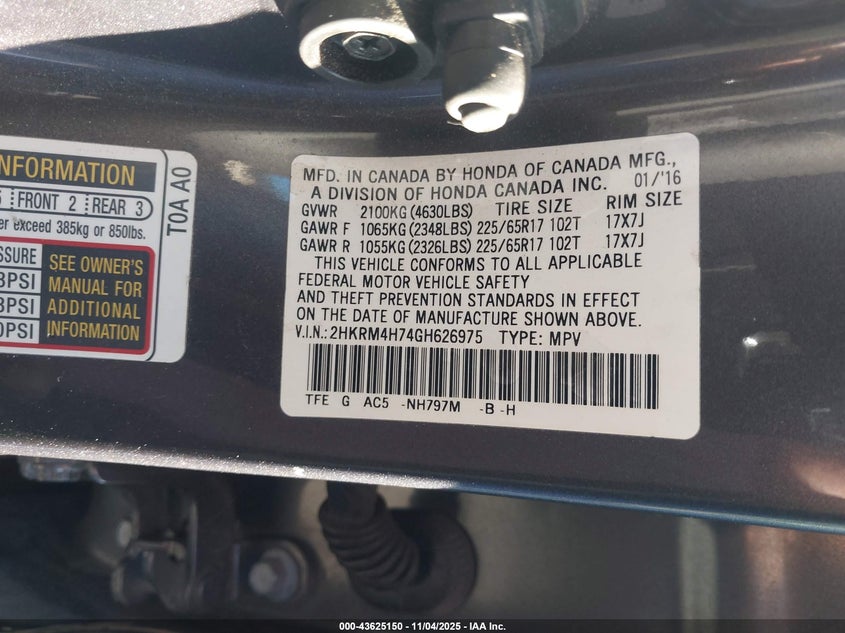 INFORMATION
FRONT 2 REAR 3
er exceed 385kg or 850lbs.
SSURE
PSI
PSI
PSI
SEE OWNER'S
MANUAL FOR
ADDITIONAL
INFORMATION
T0A A0
MFD. IN CANADA BY HONDA OF CANADA MFG.,
A DIVISION OF HONDA CANADA INC. 01/'16
GVWR 2100KG (4630LBS) TIRE SIZE RIM SIZE
GAWR F 1065KG (2348LBS) 225/65R17 102T 17X7J
GAWR R 1055KG (2326LBS) 225/65R17 102T 17X7J
THIS VEHICLE CONFORMS TO ALL APPLICABLE
FEDERAL MOTOR VEHICLE SAFETY
AND THEFT PREVENTION STANDARDS IN EFFECT
ON THE DATE OF MANUFACTURE SHOWN ABOVE.
V.I.N.: 2HKRM4H74GH626975 TYPE: MPV
TFE G AC5 -NH797M -B -H
000-43625150 - 11/04/2025 - IAA Inc.